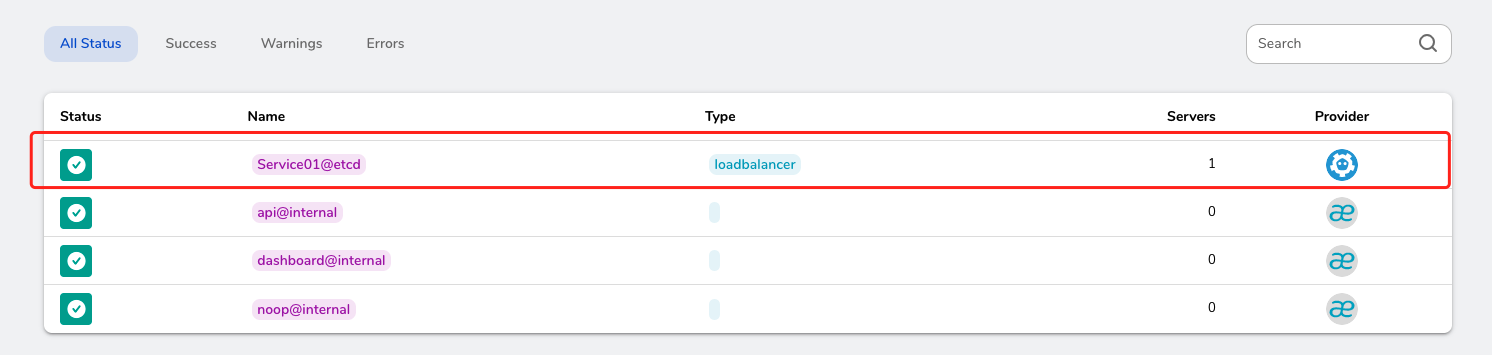 All Status Success Warnings Errors Search
Status Name Type Servers Provider
Service01@etcd loadbalancer 1
api@internal 0 æ
dashboard@internal 0 æ
noop@internal 0 æ